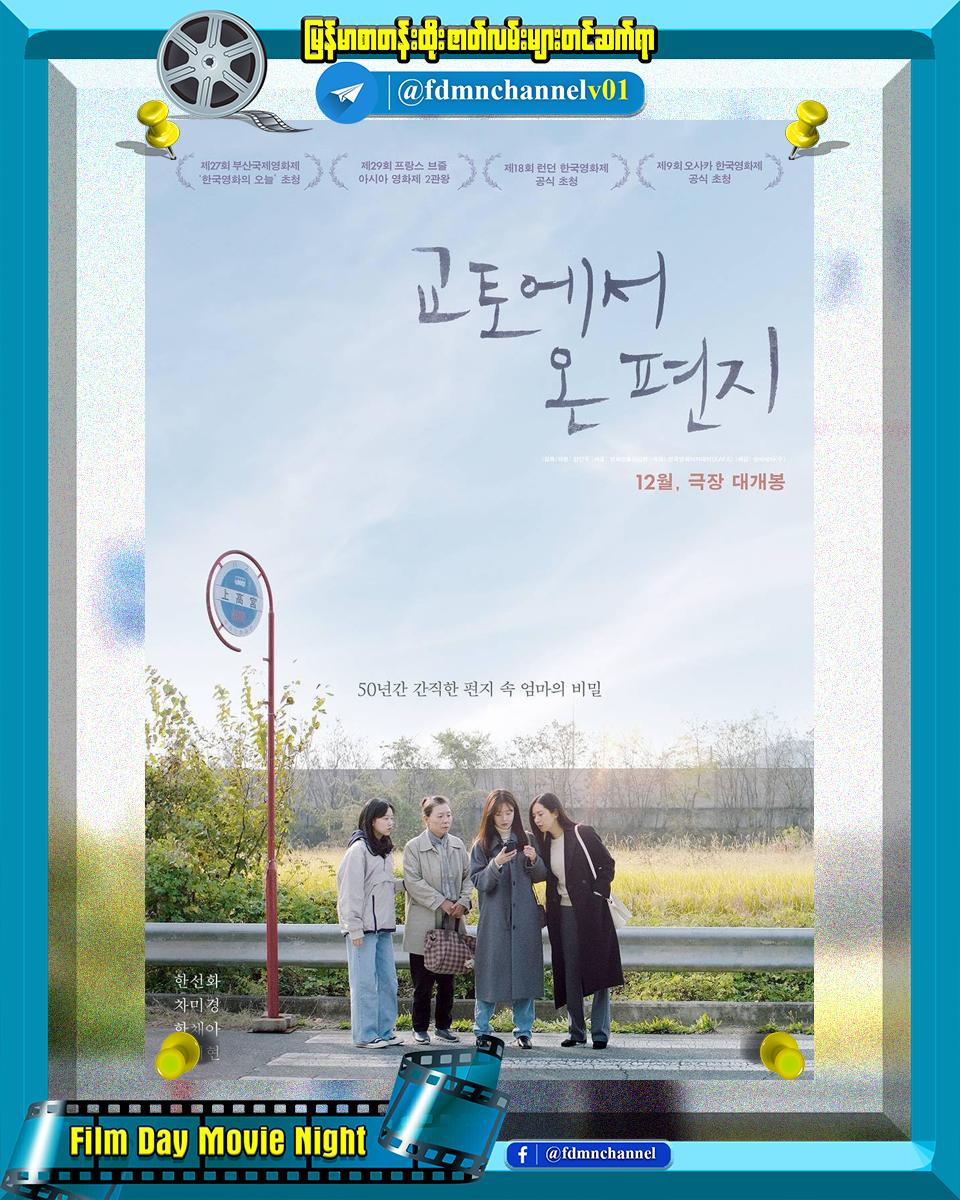 မြန်မာစာတန်းထိုးဇာတ်လမ်းများတင်ဆက်ရာ
@fdmnchannelv01
제27회 부산국제영화제
'한국영화의 오늘' 초청
제29회 프랑스 브줄
아시아 영화제 2관왕
제18회 런던 한국영화제
공식 초청
제9회 오사카 한국영화제
공식 초청
교토에서
온 편지
12월, 극장 대개봉
上高宮
50년간 간직한 편지 속 엄마의 비밀
한선화
차미경
한채아
Film Day Movie Night
@fdmnchannel